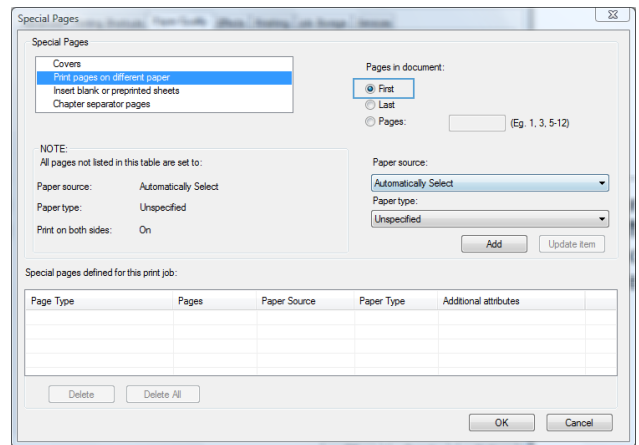 Special Pages
Special Pages
Covers
Print pages on different paper
Insert blank or preprinted sheets
Chapter separator pages
Pages in document:
First
Last
Pages: (Eg. 1, 3, 5-12)
NOTE:
All pages not listed in this table are set to:
Paper source: Automatically Select
Paper type: Unspecified
Print on both sides: On
Paper source:
Automatically Select
Paper type:
Unspecified
Add Update item
Special pages defined for this print job:
Page Type Pages Paper Source Paper Type Additional attributes
Delete Delete All
OK Cancel